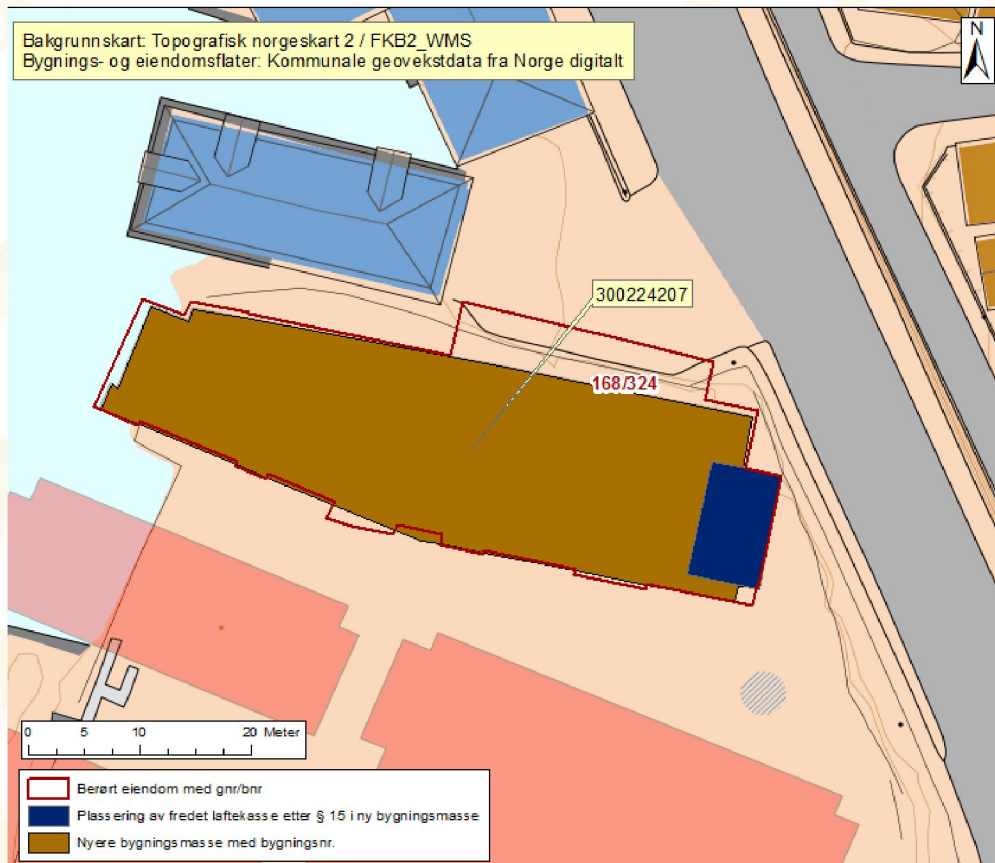 Bakgrunnskart: Topografisk norgeskart 2 / FKB2_WMS
Bygnings- og eiendomsflater: Kommunale geovekstdata fra Norge digitalt
N
300224207
168/324
0 5 10 20 Meter
Berørt eiendom med gnr/bnr
Plassering av fredet laftekasse etter § 15 i ny bygningsmasse
Nyere bygningsmasse med bygningsnr.